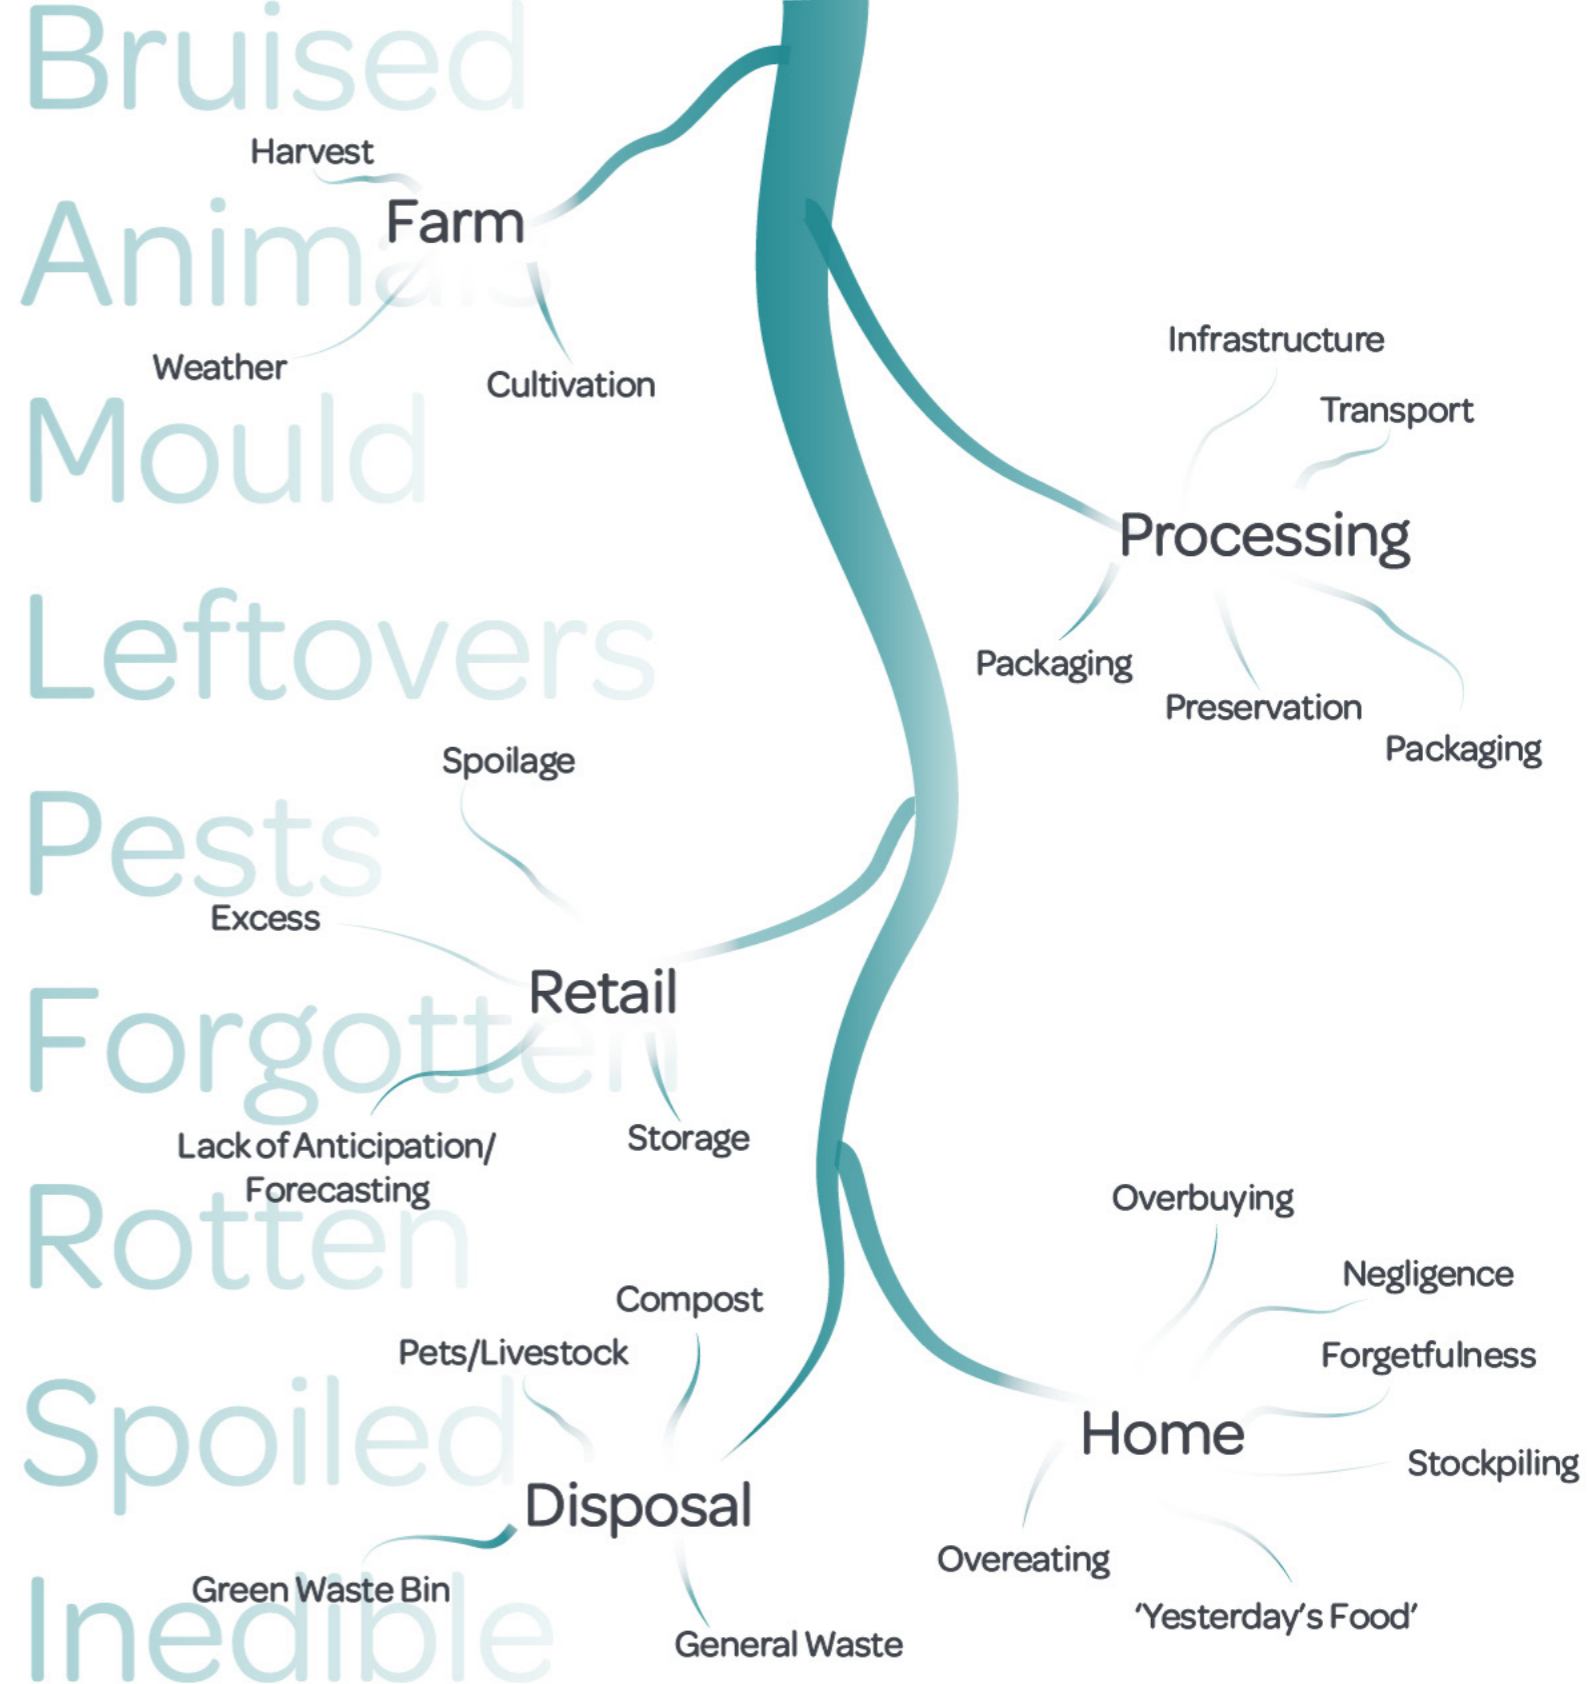 Bruised
Harvest
Farm
Animals
Weather
Cultivation
Infrastructure
Transport
Mould
Processing
Leftovers
Packaging
Preservation
Packaging
Spoilage
Pests
Excess
Retail
Forgotten
Lack of Anticipation/
Storage
Forecasting
Rotten
Overbuying
Negligence
Compost
Pets/Livestock
Forgetfulness
Spoiled
Home
Stockpiling
Disposal
Overeating
Green Waste Bin
Inedible
'Yesterday's Food'
General Waste